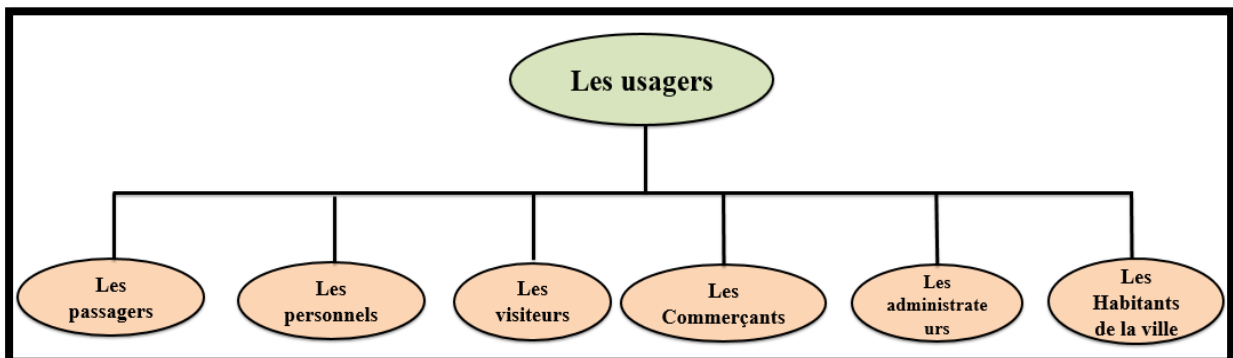 Les usagers
Les
passagers
Les
personnels
Les
visiteurs
Les
Commerçants
Les
administrate
urs
Les
Habitants
de la ville